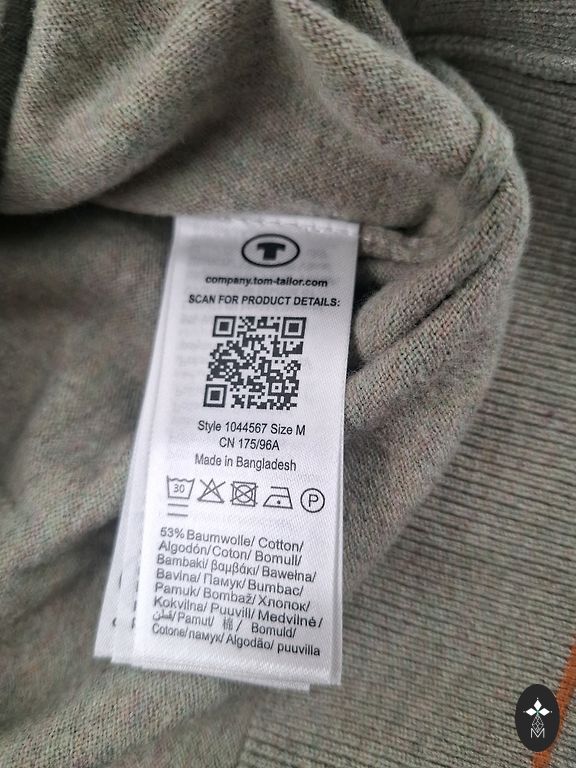 T
company.tom-tailor.com
SCAN FOR PRODUCT DETAILS:
Style 1044567 Size M
CN 175/96A
Made in Bangladesh
30
P
53% Baumwolle/ Cotton/
Algodón/Coton/ Bomull/
Bambaki/ βαμβάκι/ Bawełna/
Bavlna/ Памук/ Bumbac/
Pamuk/ Bombaž/ Хлопок/
Kokvilna/ Puuvill/ Medvilnė/
قطن/ Pamut/ 棉/ Bomuld/
Cotone/памук/ Algodão/ puuvilla
M